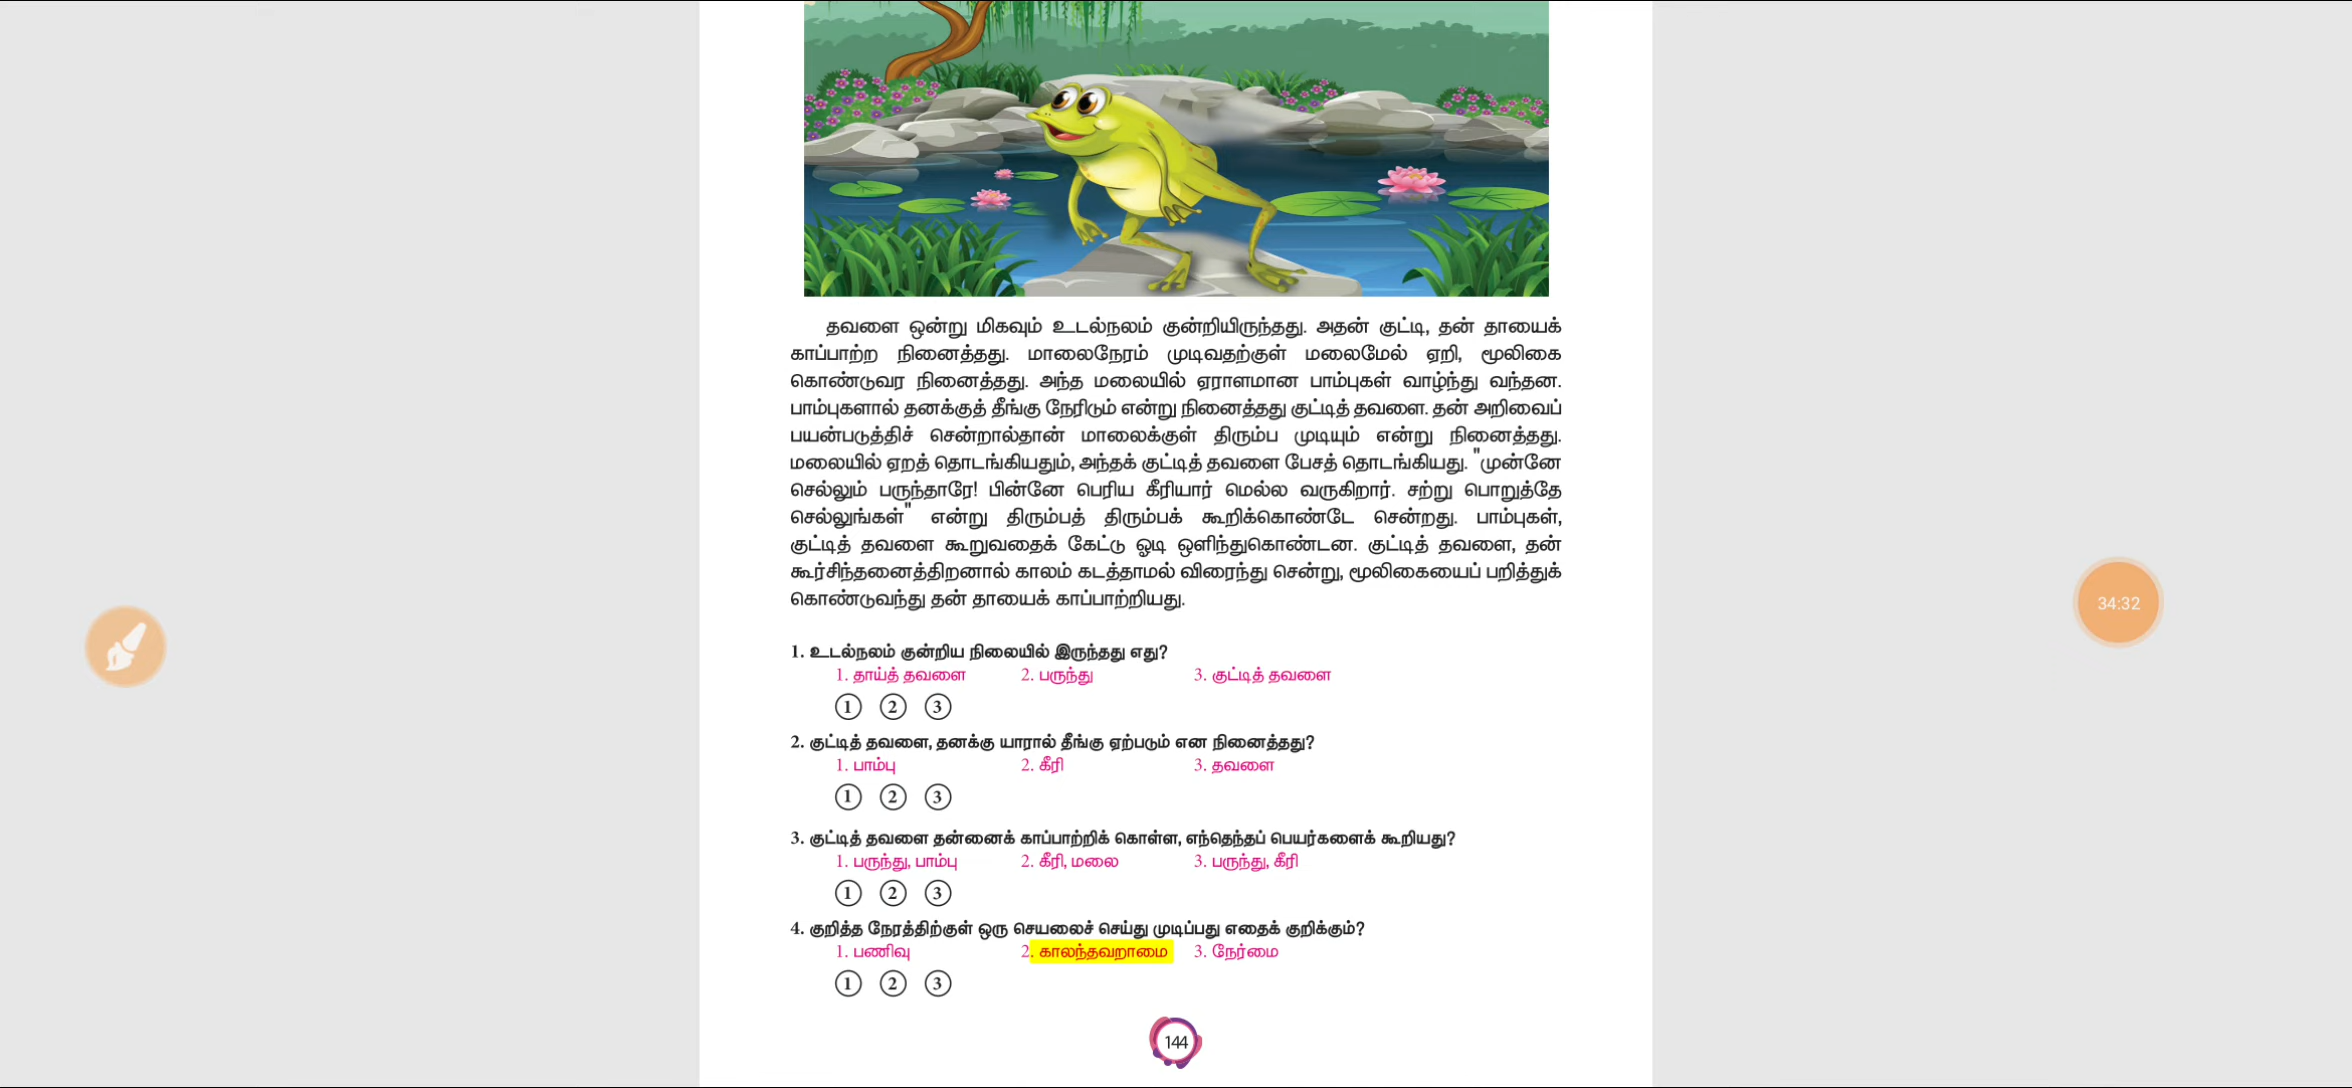 தவளை ஒன்று மிகவும் உடல்நலம் குன்றியிருந்தது. அதன் குட்டி, தன் தாயைக்
காப்பாற்ற நினைத்தது. மாலைநேரம் முடிவதற்குள் மலைமேல் ஏறி, மூலிகை
கொண்டுவர நினைத்தது. அந்த மலையில் ஏராளமான பாம்புகள் வாழ்ந்து வந்தன.
பாம்புகளால் தனக்குத் தீங்கு நேரிடும் என்று நினைத்தது குட்டித் தவளை. தன் அறிவைப்
பயன்படுத்திச் சென்றால்தான் மாலைக்குள் திரும்ப முடியும் என்று நினைத்தது.
மலையில் ஏறத் தொடங்கியதும், அந்தக் குட்டித் தவளை பேசத் தொடங்கியது. "முன்னே
செல்லும் பருந்தாரே! பின்னே பெரிய கீரியார் மெல்ல வருகிறார். சற்று பொறுத்தே
செல்லுங்கள்" என்று திரும்பத் திரும்பக் கூறிக்கொண்டே சென்றது. பாம்புகள்,
குட்டித் தவளை கூறுவதைக் கேட்டு ஓடி ஒளிந்துகொண்டன. குட்டித் தவளை, தன்
கூர்சிந்தனைத்திறனால் காலம் கடத்தாமல் விரைந்து சென்று, மூலிகையைப் பறித்துக்
கொண்டுவந்து தன் தாயைக் காப்பாற்றியது.
34:32
1. உடல்நலம் குன்றிய நிலையில் இருந்தது எது?
1. தாய்த் தவளை 2. பருந்து 3. குட்டித் தவளை
1 2 3
2. குட்டித் தவளை, தனக்கு யாரால் தீங்கு ஏற்படும் என நினைத்தது?
1. பாம்பு 2. கீரி 3. தவளை
1 2 3
3. குட்டித் தவளை தன்னைக் காப்பாற்றிக் கொள்ள, எந்தெந்தப் பெயர்களைக் கூறியது?
1. பருந்து, பாம்பு 2. கீரி, மலை 3. பருந்து, கீரி
1 2 3
4. குறித்த நேரத்திற்குள் ஒரு செயலைச் செய்து முடிப்பது எதைக் குறிக்கும்?
1. பணிவு 2. காலந்தவறாமை 3. நேர்மை
1 2 3
144